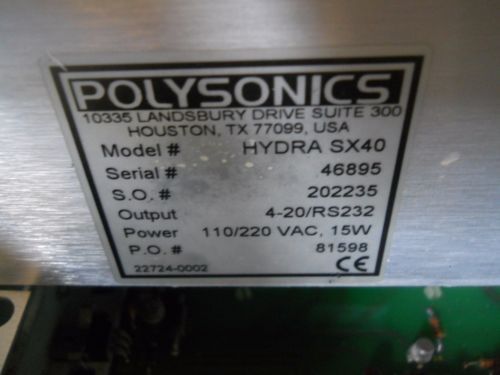 POLYSONICS
10335 LANDSBURY DRIVE SUITE 300
HOUSTON, TX 77099, USA
Model # HYDRA SX40
Serial # 46895
S.O. # 202235
Output 4-20/RS232
Power 110/220 VAC, 15W
P.O. # 81598
22724-0002 CE